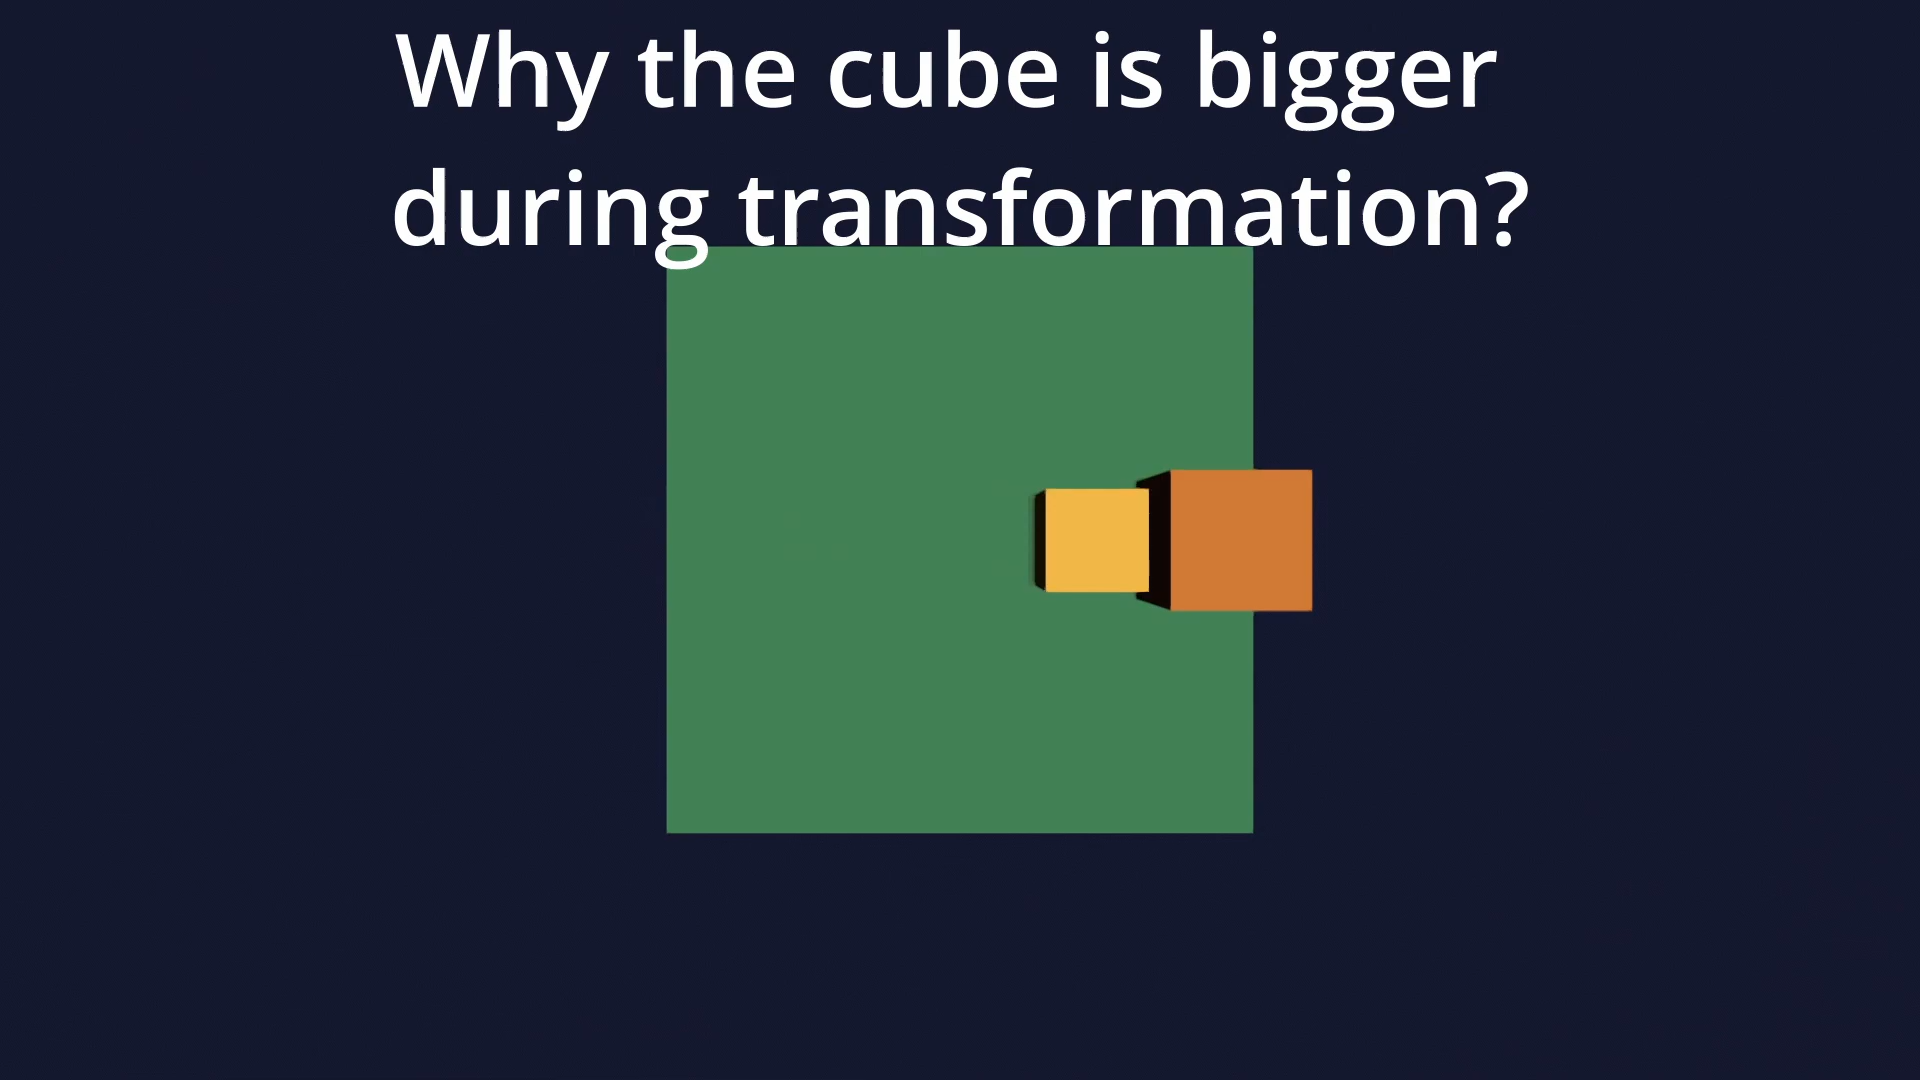 Why the cube is bigger
during transformation?